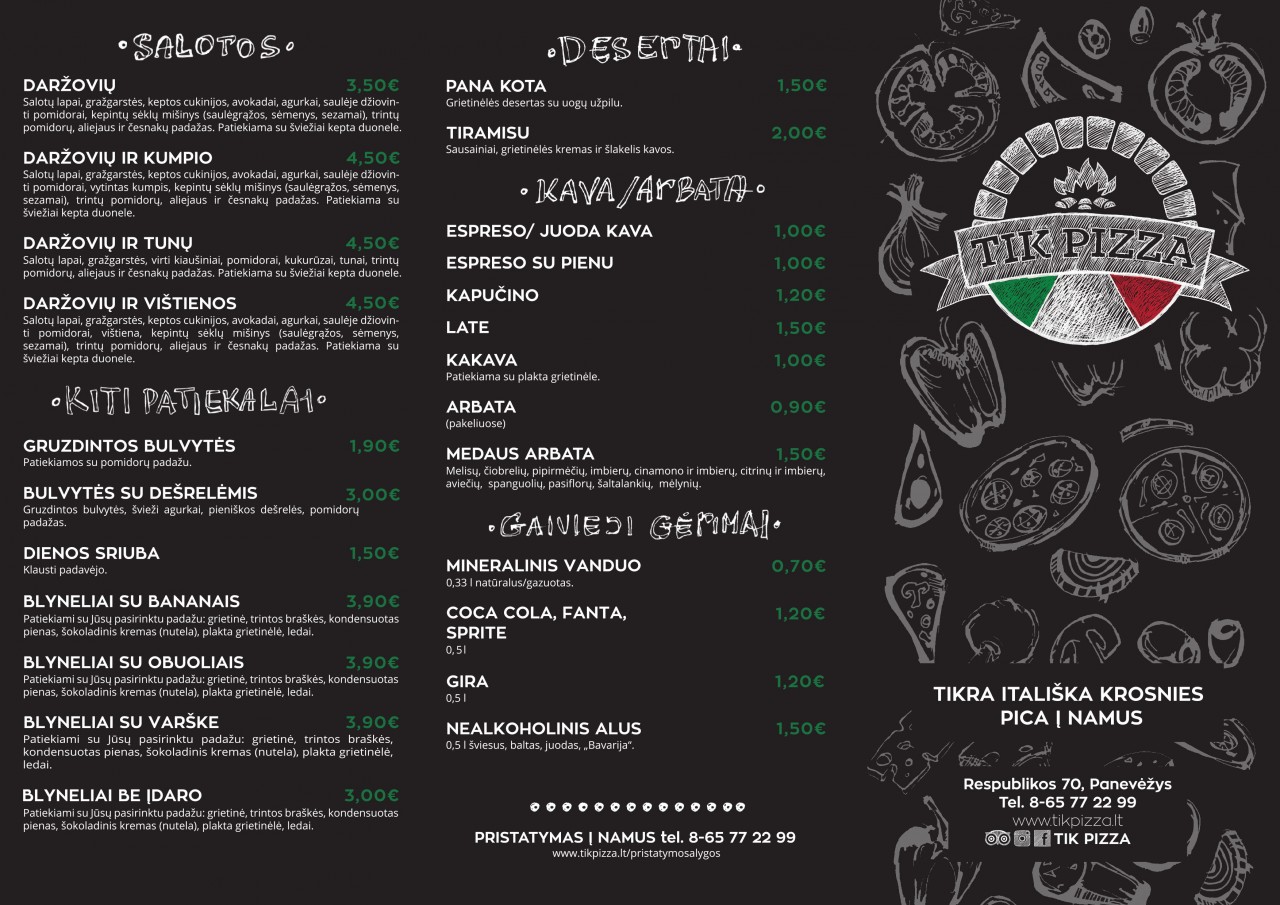 SALOTOS
DARŽOVIŲ 3,50€
Salotų lapai, gražgarstės, keptos cukinijos, avokadai, agurkai, saulėje džiovin-
ti pomidorai, kepintų sėklų mišinys (saulėgrąžos, sėmenys, sezamai), trintų
pomidorų, aliejaus ir česnakų padažas. Patiekiama su šviežiai kepta duonele.
DARŽOVIŲ IR KUMPIO 4,50€
Salotų lapai, gražgarstės, keptos cukinijos, avokadai, agurkai, saulėje džiovin-
ti pomidorai, vytintas kumpis, kepintų sėklų mišinys (saulėgrąžos, sėmenys,
sezamai), trintų pomidorų, aliejaus ir česnakų padažas. Patiekiama su
šviežiai kepta duonele.
DARŽOVIŲ IR TUNŲ 4,50€
Salotų lapai, gražgarstės, virti kiaušiniai, pomidorai, kukurūzai, tunai, trintų
pomidorų, aliejaus ir česnakų padažas. Patiekiama su šviežiai kepta duonele.
DARŽOVIŲ IR VIŠTIENOS 4,50€
Salotų lapai, gražgarstės, keptos cukinijos, avokadai, agurkai, saulėje džiovin-
ti pomidorai, vištiena, kepintų sėklų mišinys (saulėgrąžos, sėmenys,
sezamai), trintų pomidorų, aliejaus ir česnakų padažas. Patiekiama su
šviežiai kepta duonele.
KITI PATIEKALAI
GRUZDINTOS BULVYTĖS 1,90€
Patiekiamos su pomidorų padažu.
BULVYTĖS SU DEŠRELĖMIS 3,00€
Gruzdintos bulvytės, švieži agurkai, pieniškos dešrelės, pomidorų
padažas.
DIENOS SRIUBA 1,50€
Klausti padavėjo.
BLYNELIAI SU BANANAIS 3,90€
Patiekiami su Jūsų pasirinktu padažu: grietinė, trintos braškės, kondensuotas
pienas, šokoladinis kremas (nutela), plakta grietinėlė, ledai.
BLYNELIAI SU OBUOLIAIS 3,90€
Patiekiami su Jūsų pasirinktu padažu: grietinė, trintos braškės, kondensuotas
pienas, šokoladinis kremas (nutela), plakta grietinėlė, ledai.
BLYNELIAI SU VARŠKE 3,90€
Patiekiami su Jūsų pasirinktu padažu: grietinė, trintos braškės,
kondensuotas pienas, šokoladinis kremas (nutela), plakta grietinėlė,
ledai.
BLYNELIAI BE ĮDARO 3,00€
Patiekiami su Jūsų pasirinktu padažu: grietinė, trintos braškės, kondensuotas
pienas, šokoladinis kremas (nutela), plakta grietinėlė, ledai.
DESERTAI
PANA KOTA 1,50€
Grietinėlės desertas su uogų užpilu.
TIRAMISU 2,00€
Sausainiai, grietinėlės kremas ir šlakelis kavos.
KAVA/ARBATA
ESPRESO/ JUODA KAVA 1,00€
ESPRESO SU PIENU 1,00€
KAPUČINO 1,20€
LATE 1,50€
KAKAVA 1,00€
Patiekiama su plakta grietinėle.
ARBATA 0,90€
(pakeliuose)
MEDAUS ARBATA 1,50€
Melisų, čiobrelių, pipirmėčių, imbierų, cinamono ir imbierų, citrinų ir imbierų,
aviečių, spanguolių, pasiflorų, šaltalankių, mėlynių.
GAIVIEJI GĖRIMAI
MINERALINIS VANDUO 0,70€
0,33 l natūralus/gazuotas.
COCA COLA, FANTA, 1,20€
SPRITE
0,5 l
GIRA 1,20€
0,5 l
NEALKOHOLINIS ALUS 1,50€
0,5 l šviesus, baltas, juodas, „Bavarija“.
PRISTATYMAS Į NAMUS tel. 8-65 77 22 99
www.tikpizza.lt/pristatymosalygos
TIK PIZZA
TIKRA ITALIŠKA KROSNIES
PICA Į NAMUS
Respublikos 70, Panevėžys
Tel. 8-65 77 22 99
www.tikpizza.lt
TIK PIZZA